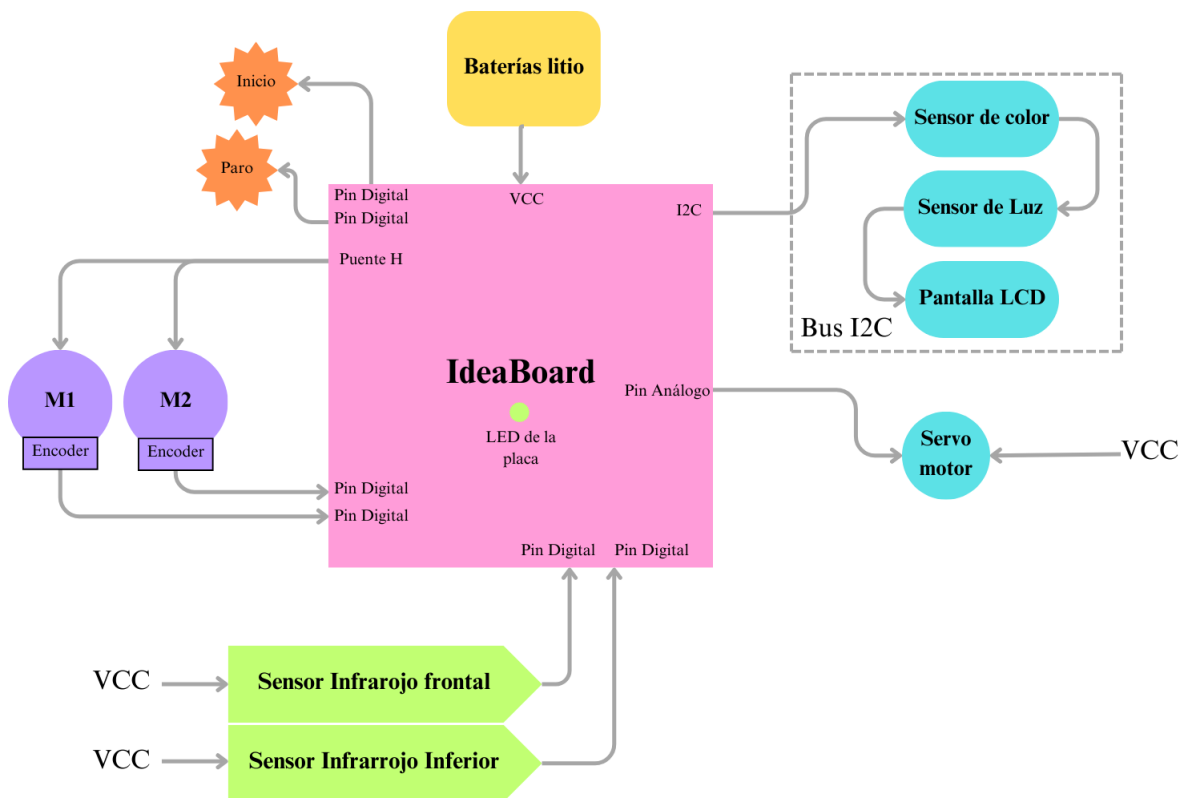 Baterías litio
Inicio
Paro
Pin Digital
Pin Digital
VCC
I2C
Puente H
Sensor de color
Sensor de Luz
Pantalla LCD
Bus I2C
M1
Encoder
M2
Encoder
IdeaBoard
LED de la
placa
Pin Análogo
Servo
motor
VCC
Pin Digital
Pin Digital
Pin Digital
Pin Digital
VCC
Sensor Infrarojo frontal
VCC
Sensor Infrarrojo Inferior